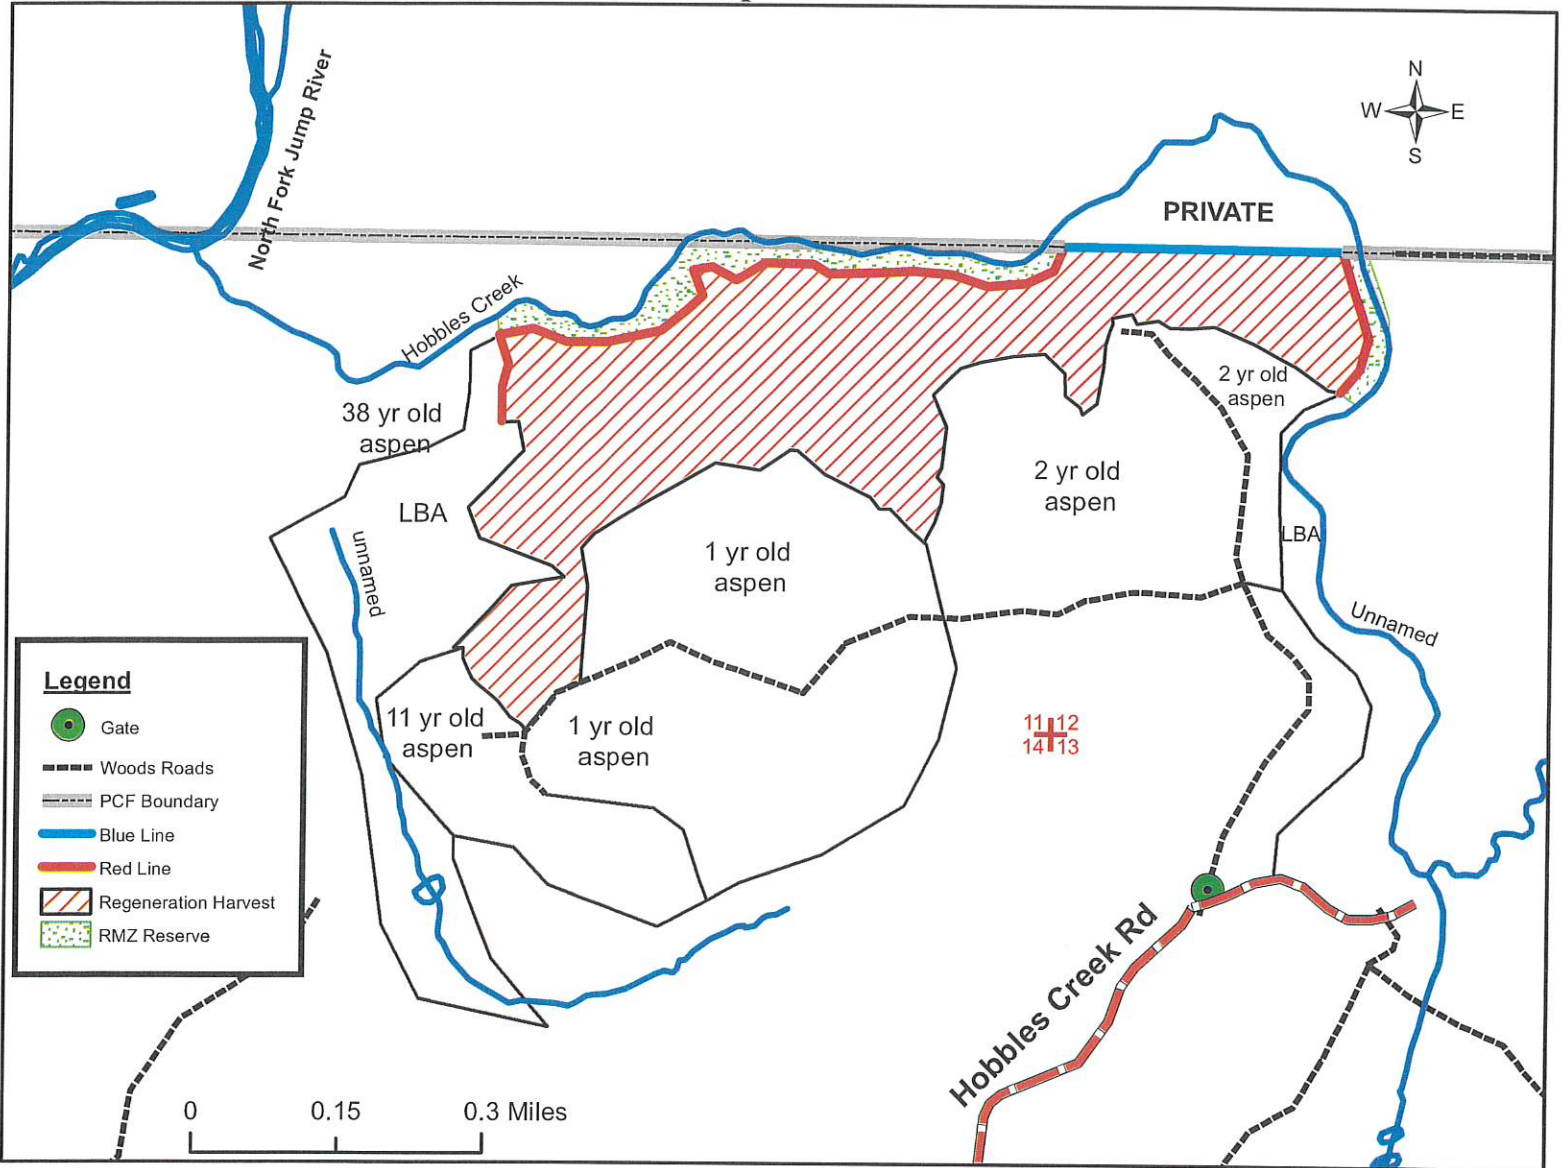 N
W E
S
North Fork Jump River
PRIVATE
Hobbles Creek
38 yr old
aspen
2 yr old
aspen
LBA
2 yr old
aspen
unnamed
1 yr old
aspen
LBA
Unnamed
11 yr old
aspen
1 yr old
aspen
11 12
14 13
Legend
Gate
Woods Roads
PCF Boundary
Blue Line
Red Line
Regeneration Harvest
RMZ Reserve
Hobbles Creek Rd
0 0.15 0.3 Miles